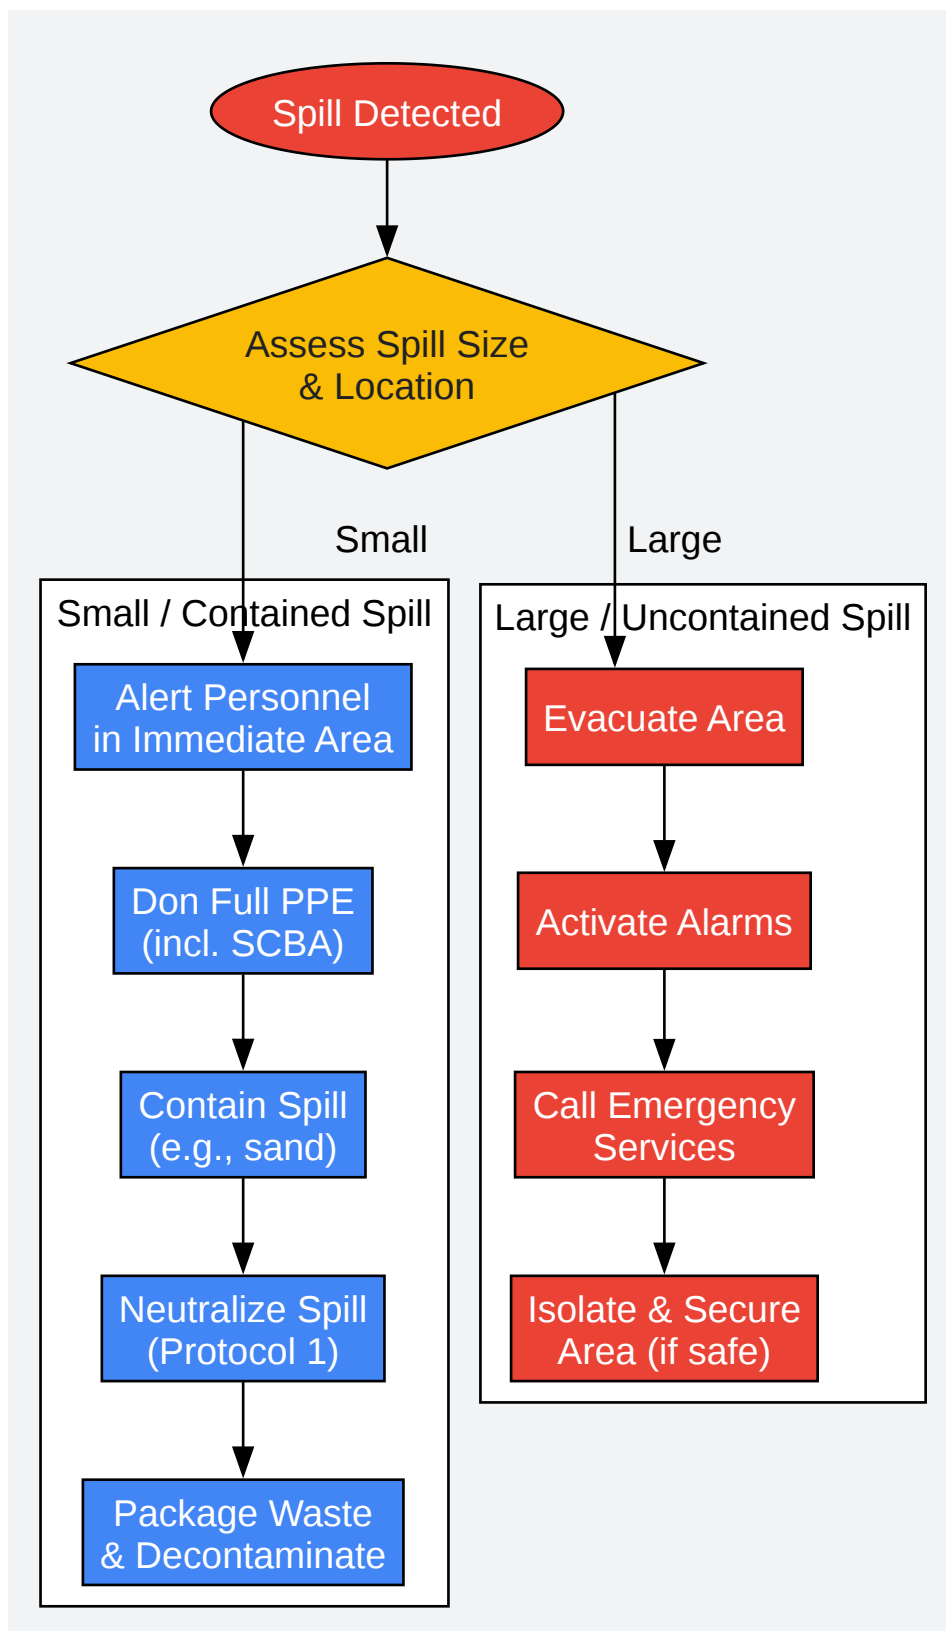 Spill Detected
Assess Spill Size
& Location
Small
Large
Small / Contained Spill
Alert Personnel
in Immediate Area
Don Full PPE
(incl. SCBA)
Contain Spill
(e.g., sand)
Neutralize Spill
(Protocol 1)
Package Waste
& Decontaminate
Large / Uncontained Spill
Evacuate Area
Activate Alarms
Call Emergency
Services
Isolate & Secure
Area (if safe)